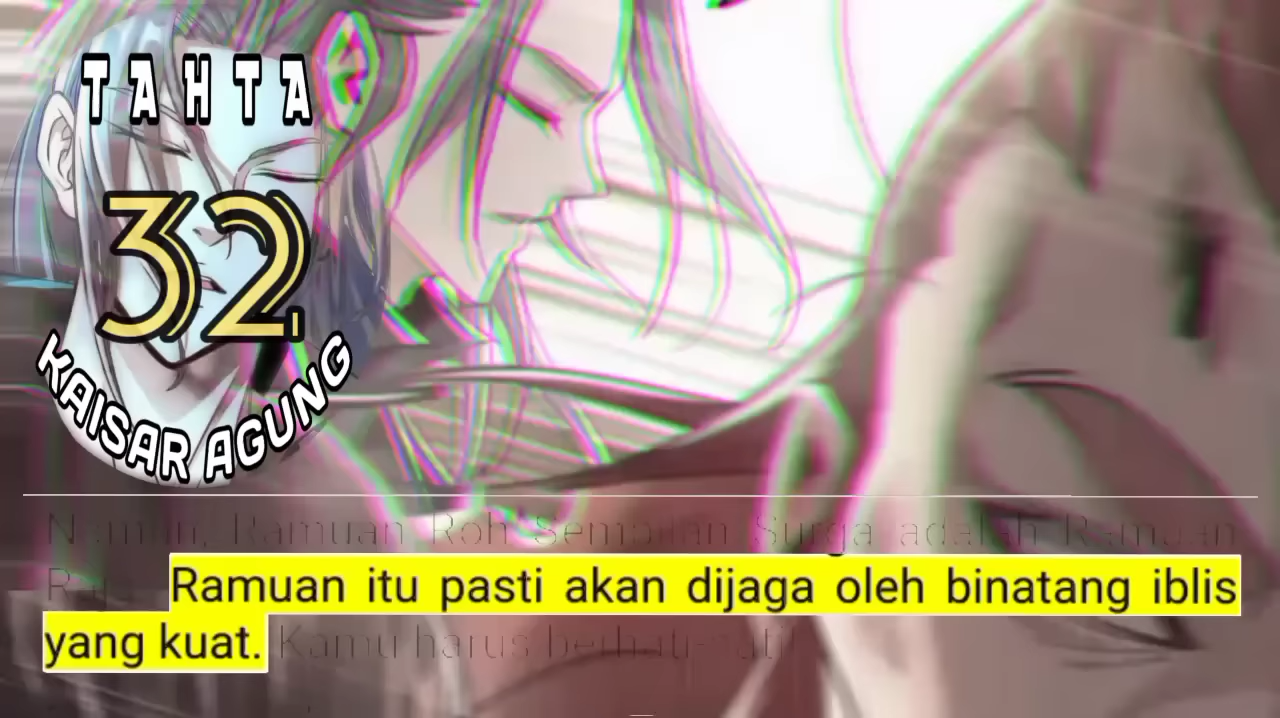 TAHTA
32
KAISAR AGUNG
Namun, Ramuan Roh Sembilan Surga adalah Ramuan
Raja. Ramuan itu pasti akan dijaga oleh binatang iblis
yang kuat. Kamu harus berhati-hati!